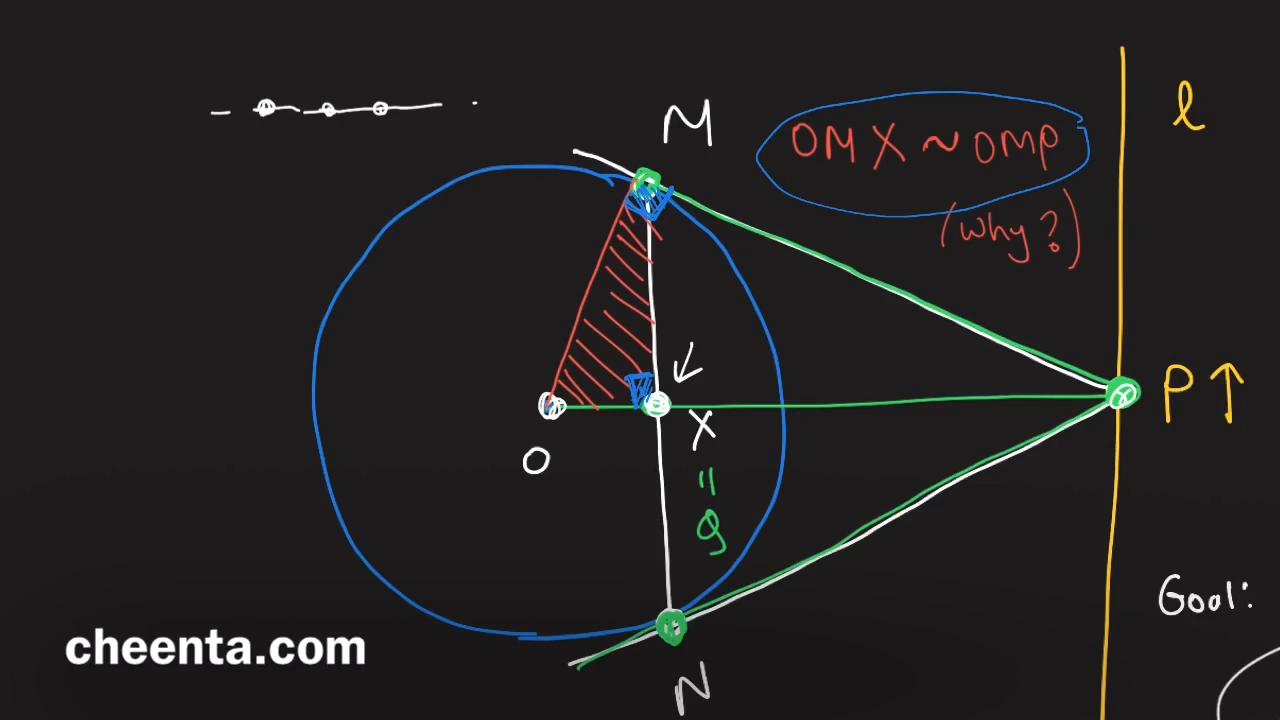 M
l
OMX ~ OMP
(Why?)
P ↑
X
O
=
g
Goal:
cheenta.com
N